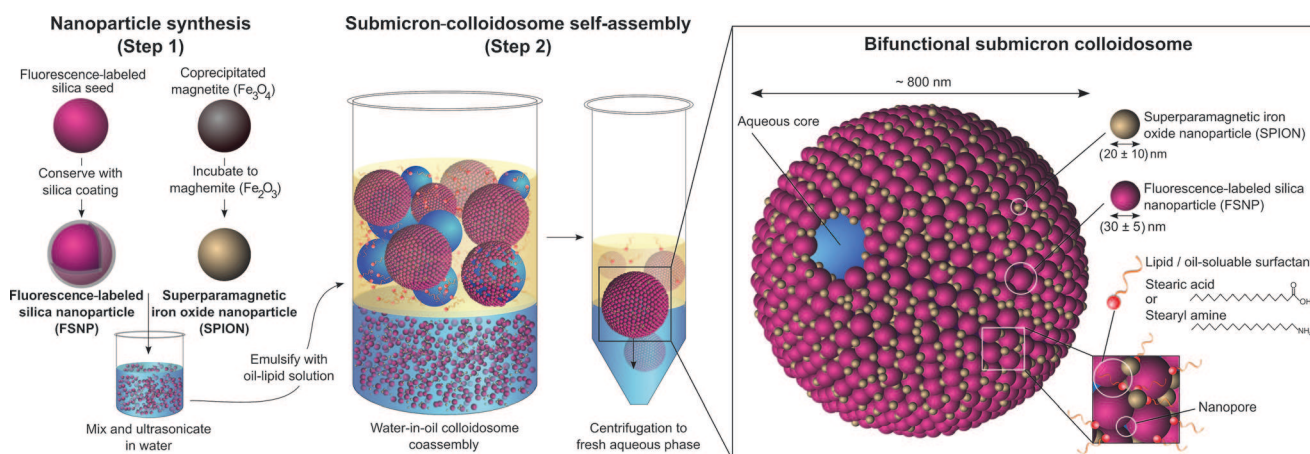 Nanoparticle synthesis
(Step 1)
Fluorescence-labeled
silica seed
Coprecipitated
magnetite (Fe3O4)
Conserve with
silica coating
Incubate to
maghemite (Fe2O3)
Fluorescence-labeled
silica nanoparticle
(FSNP)
Superparamagnetic
iron oxide nanoparticle
(SPION)
Mix and ultrasonicate
in water
Emulsify with
oil-lipid solution
Submicron-colloidosome self-assembly
(Step 2)
Water-in-oil colloidosome
coassembly
Centrifugation to
fresh aqueous phase
Bifunctional submicron colloidosome
~ 800 nm
Aqueous core
Superparamagnetic iron
oxide nanoparticle (SPION)
(20 ± 10) nm
Fluorescence-labeled silica
nanoparticle (FSNP)
(30 ± 5) nm
Lipid / oil-soluable surfactant
Stearic acid
or
Stearyl amine
O
OH
NH
Nanopore